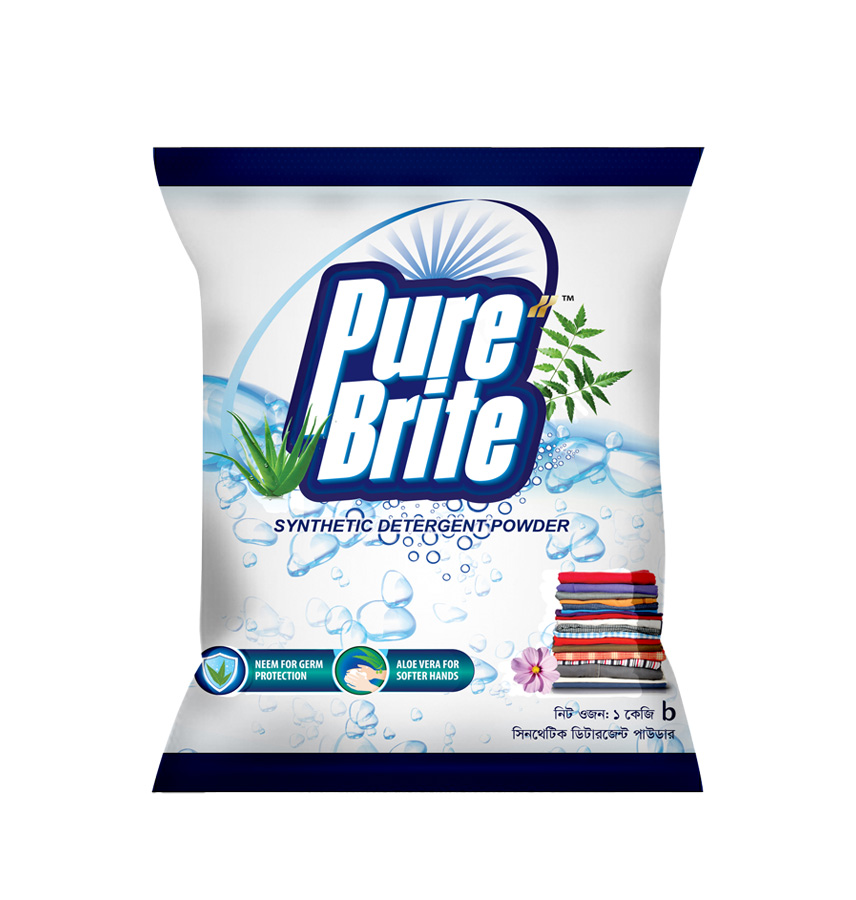 Pure
Brite
™
SYNTHETIC DETERGENT POWDER
NEEM FOR GERM
PROTECTION
ALOE VERA FOR
SOFTER HANDS
নিট ওজন: ১ কেজি b
সিনথেটিক ডিটারজেন্ট পাউডার